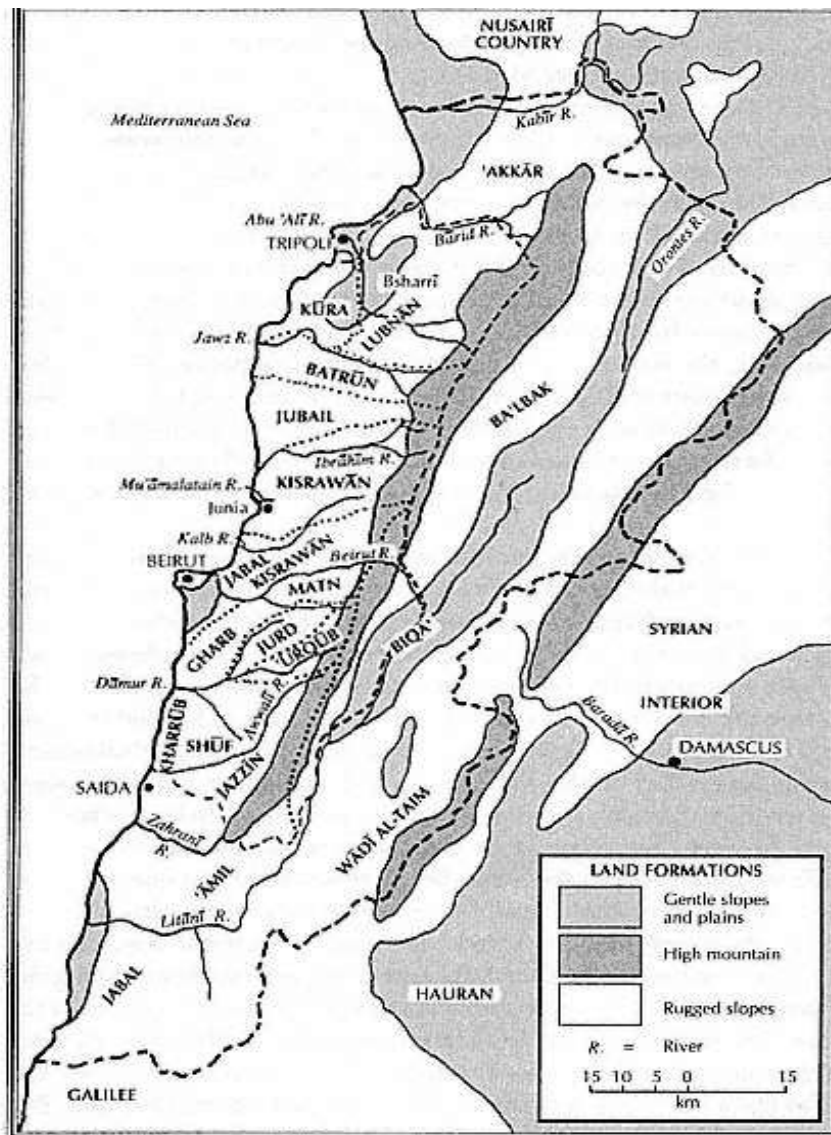 NUSAIRĪ
COUNTRY
Kabīr R.
Mediterranean Sea
'AKKĀR
Abu 'Alī R.
TRIPOLI
Barid R.
Orontes R.
Bsharrī
KŪRA
LUBNĀN
Jawz R.
BATRŪN
BA'LBAK
JUBAIL
Ibrāhīm R.
KISRAWĀN
Mu'āmalatain R.
Junia
Kalb R.
BEIRUT
JABAL
KISRAWĀN
Beirut R.
MATN
GHARB
JURD
'URQŪB
BIQA'
SYRIAN
INTERIOR
Dāmur R.
KHARRŪB
SHŪF
Awwalī R.
Baradā R.
DAMASCUS
JAZZĪN
SAIDA
Zahranī
R.
WĀDĪ AL-TAIM
'ĀMIL
Litānī R.
JABAL
HAURAN
GALILEE
LAND FORMATIONS
Gentle slopes
and plains
High mountain
Rugged slopes
R. = River
15 10 0 15
km